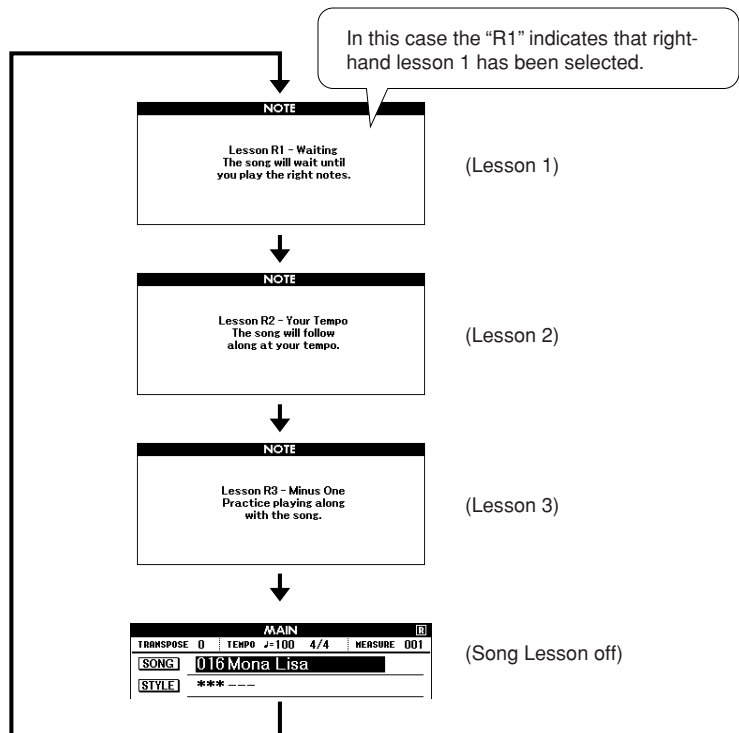 In this case the “R1” indicates that right-
hand lesson 1 has been selected.
NOTE
Lesson R1 - Waiting
The song will wait until
you play the right notes.
(Lesson 1)
NOTE
Lesson R2 - Your Tempo
The song will follow
along at your tempo.
(Lesson 2)
NOTE
Lesson R3 - Minus One
Practice playing along
with the song.
(Lesson 3)
MAIN R
TRANSPOSE 0 TEMPO ♩=100 4/4 MEASURE 001
SONG 016 Mona Lisa
(Song Lesson off)
STYLE *** ---